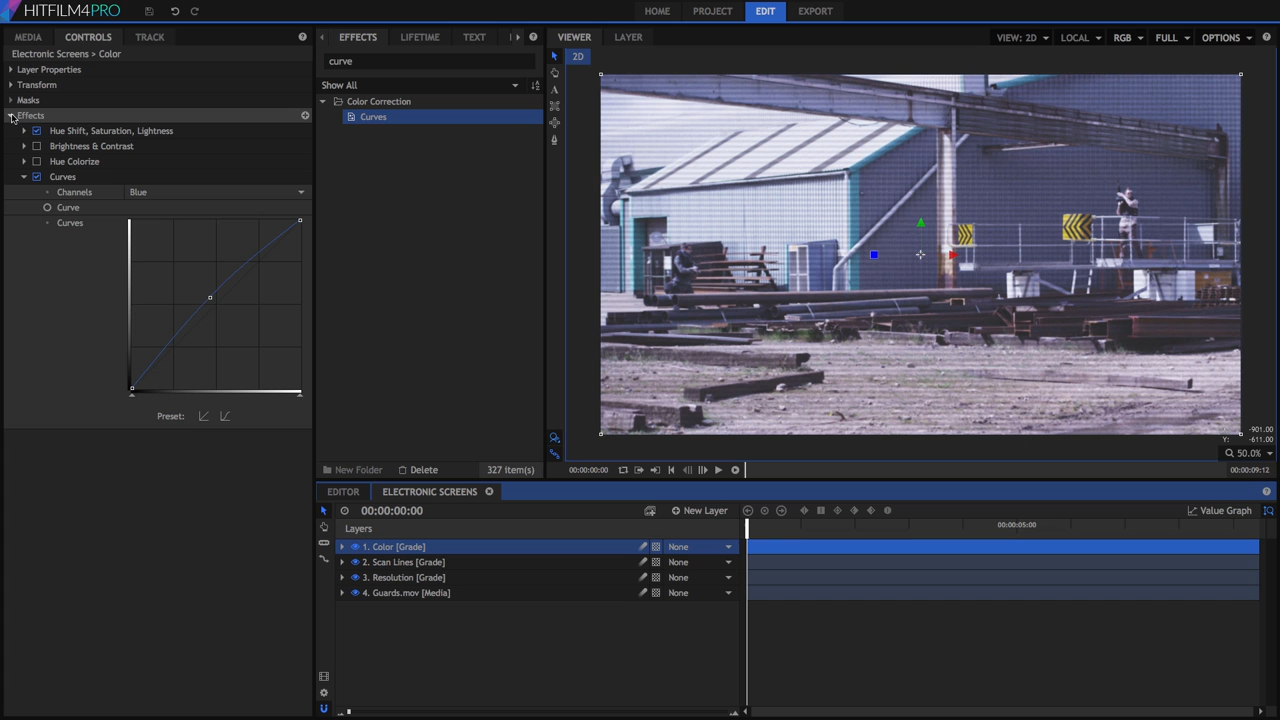 HITFILM4PRO
HOME PROJECT EDIT EXPORT
MEDIA CONTROLS TRACK
Electronic Screens > Color
Layer Properties
Transform
Masks
Effects
Hue Shift, Saturation, Lightness
Brightness & Contrast
Hue Colorize
Curves
Channels Blue
Curve
Curves
Preset:
EFFECTS LIFETIME TEXT
curve
Show All
Color Correction
Curves
New Folder Delete 327 item(s)
VIEWER LAYER VIEW: 2D LOCAL RGB FULL OPTIONS
2D
-901.00
Y: -611.00
50.0%
00:00:00:00 00:00:09:12
EDITOR ELECTRONIC SCREENS
00:00:00:00 New Layer Value Graph
Layers 00:00:05:00
1. Color [Grade] None
2. Scan Lines [Grade] None
3. Resolution [Grade] None
4. Guards.mov [Media] None